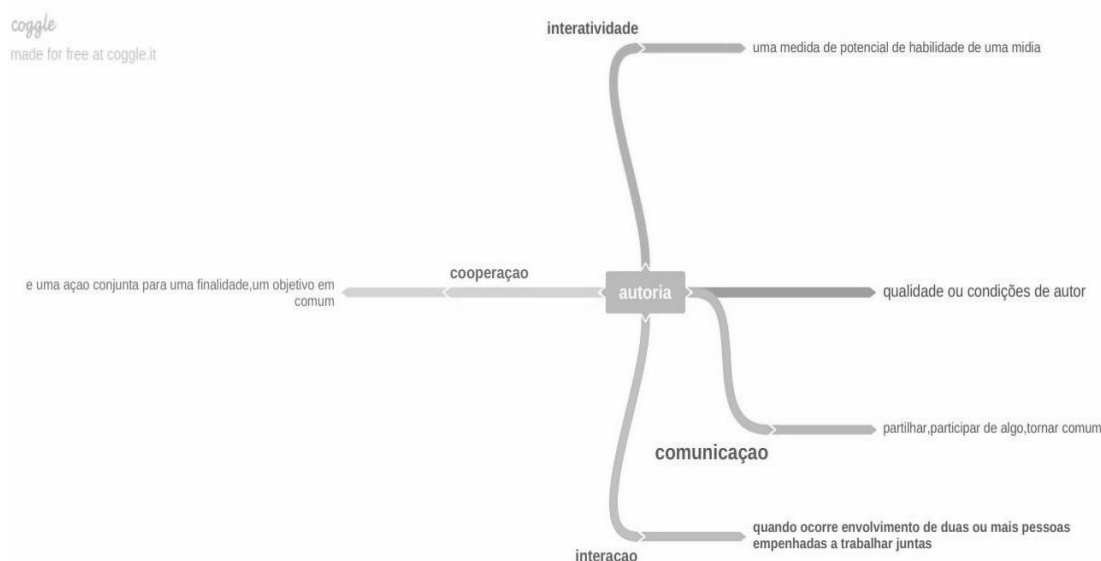 coggle
made for free at coggle.it
interatividade
uma medida de potencial de habilidade de uma midia
cooperaçao
e uma açao conjunta para uma finalidade,um objetivo em
comum
autoria
qualidade ou condições de autor
partilhar,participar de algo,tornar comum
comunicaçao
quando ocorre envolvimento de duas ou mais pessoas
empenhadas a trabalhar juntas
interaçao